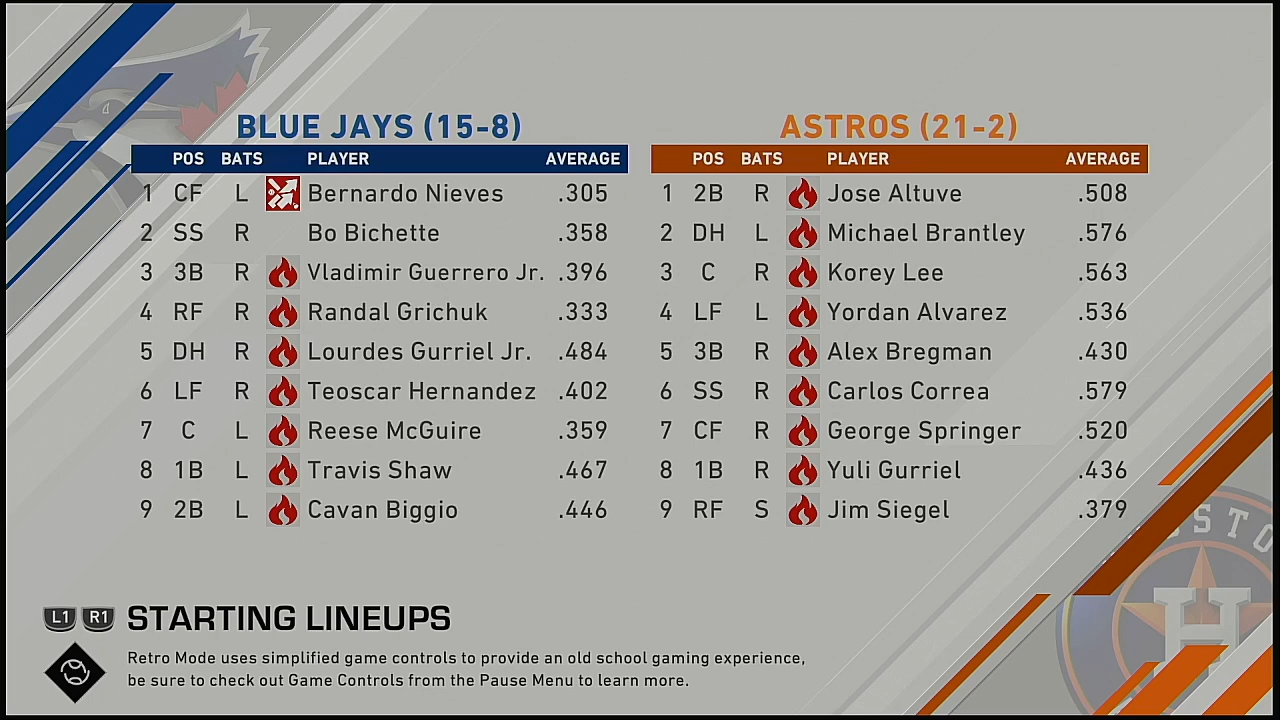 BLUE JAYS (15-8)
POS BATS PLAYER AVERAGE
1 CF L Bernardo Nieves .305
2 SS R Bo Bichette .358
3 3B R Vladimir Guerrero Jr. .396
4 RF R Randal Grichuk .333
5 DH R Lourdes Gurriel Jr. .484
6 LF R Teoscar Hernandez .402
7 C L Reese McGuire .359
8 1B L Travis Shaw .467
9 2B L Cavan Biggio .446
ASTROS (21-2)
POS BATS PLAYER AVERAGE
1 2B R Jose Altuve .508
2 DH L Michael Brantley .576
3 C R Korey Lee .563
4 LF L Yordan Alvarez .536
5 3B R Alex Bregman .430
6 SS R Carlos Correa .579
7 CF R George Springer .520
8 1B R Yuli Gurriel .436
9 RF S Jim Siegel .379
L1 R1 STARTING LINEUPS
Retro Mode uses simplified game controls to provide an old school gaming experience,
be sure to check out Game Controls from the Pause Menu to learn more.
H